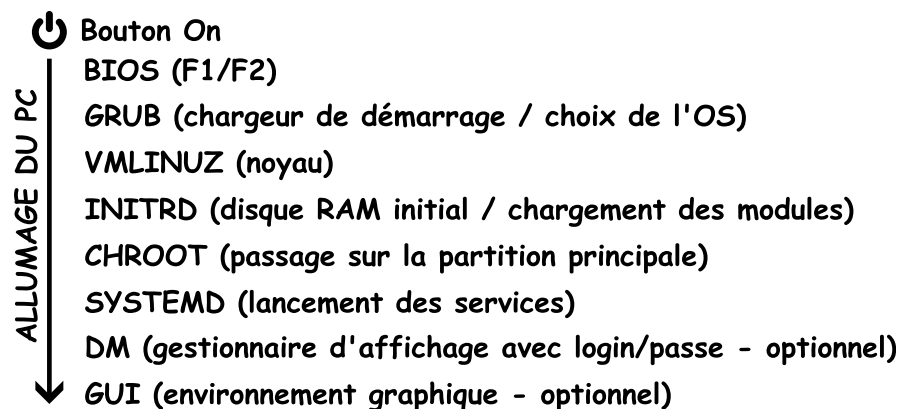 Bouton On
BIOS (F1/F2)
GRUB (chargeur de démarrage / choix de l'OS)
VMLINUZ (noyau)
INITRD (disque RAM initial / chargement des modules)
CHROOT (passage sur la partition principale)
SYSTEMD (lancement des services)
DM (gestionnaire d'affichage avec login/passe - optionnel)
GUI (environnement graphique - optionnel)
ALLUMAGE DU PC